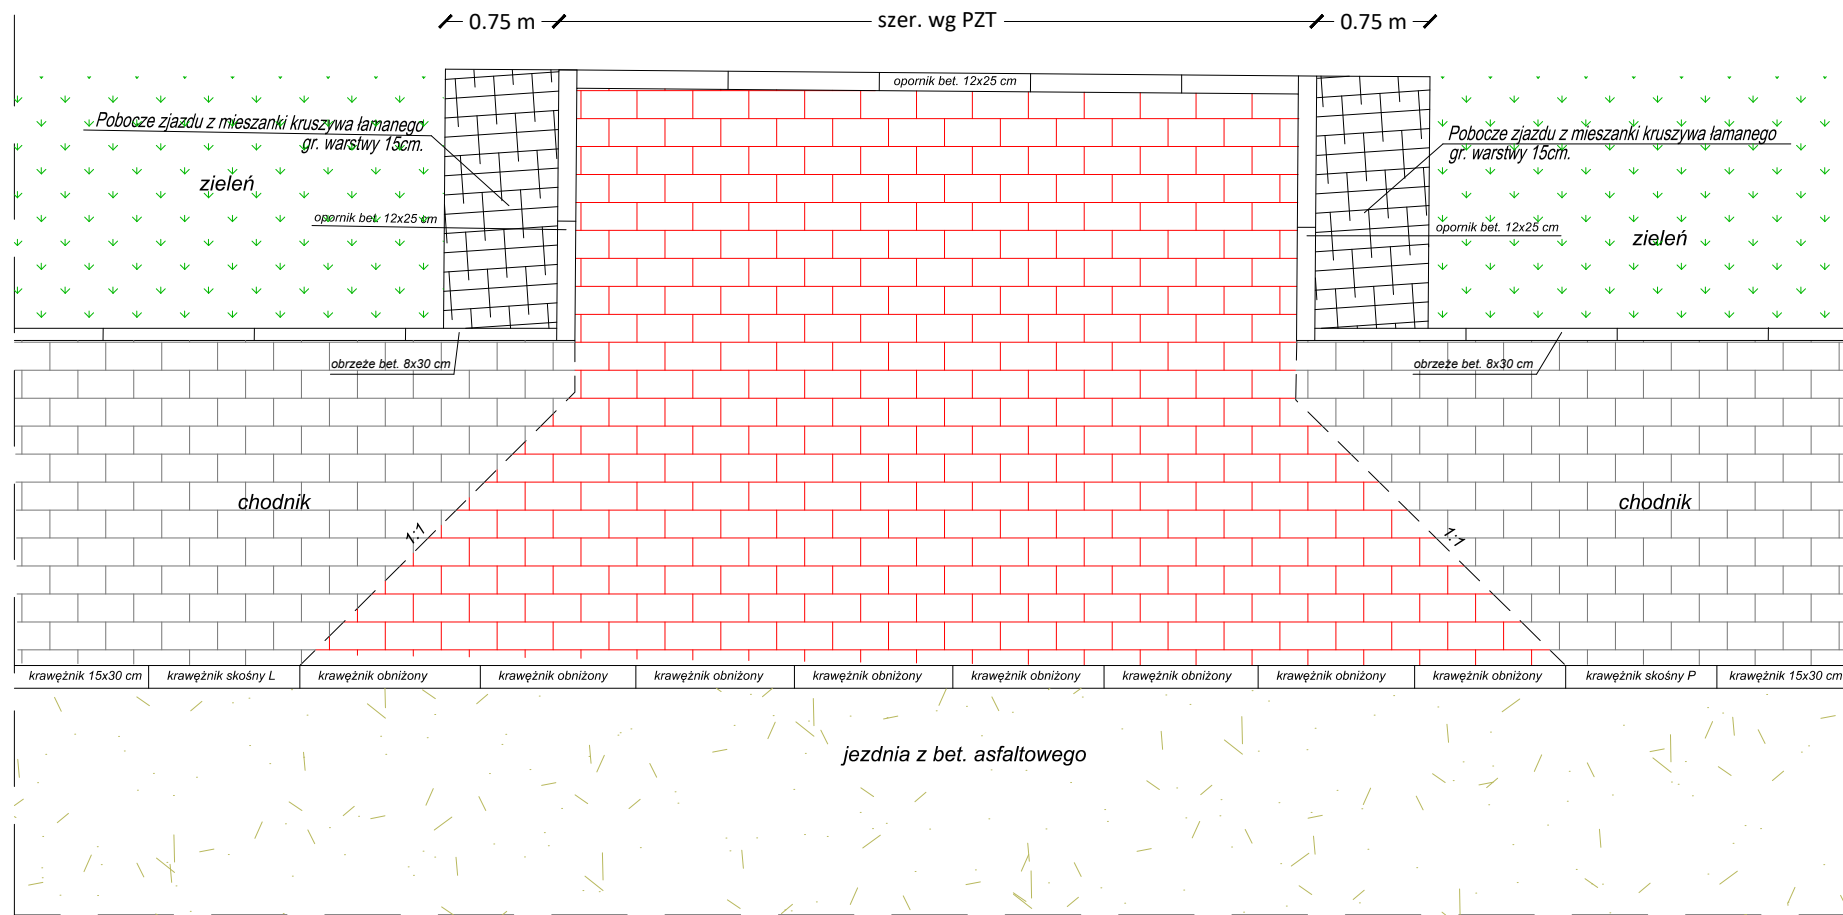 0.75 m
szer. wg PZT
0.75 m
opornik bet. 12x25 cm
Pobocze zjazdu z mieszanki kruszywa łamanego
gr. warstwy 15cm.
Pobocze zjazdu z mieszanki kruszywa łamanego
gr. warstwy 15cm.
zieleń
opornik bet. 12x25 cm
opornik bet. 12x25 cm
zieleń
obrzeże bet. 8x30 cm
obrzeże bet. 8x30 cm
chodnik
chodnik
1:1
1:1
krawężnik 15x30 cm
krawężnik skośny L
krawężnik obniżony
krawężnik obniżony
krawężnik obniżony
krawężnik obniżony
krawężnik obniżony
krawężnik obniżony
krawężnik obniżony
krawężnik obniżony
krawężnik skośny P
krawężnik 15x30 cm
jezdnia z bet. asfaltowego